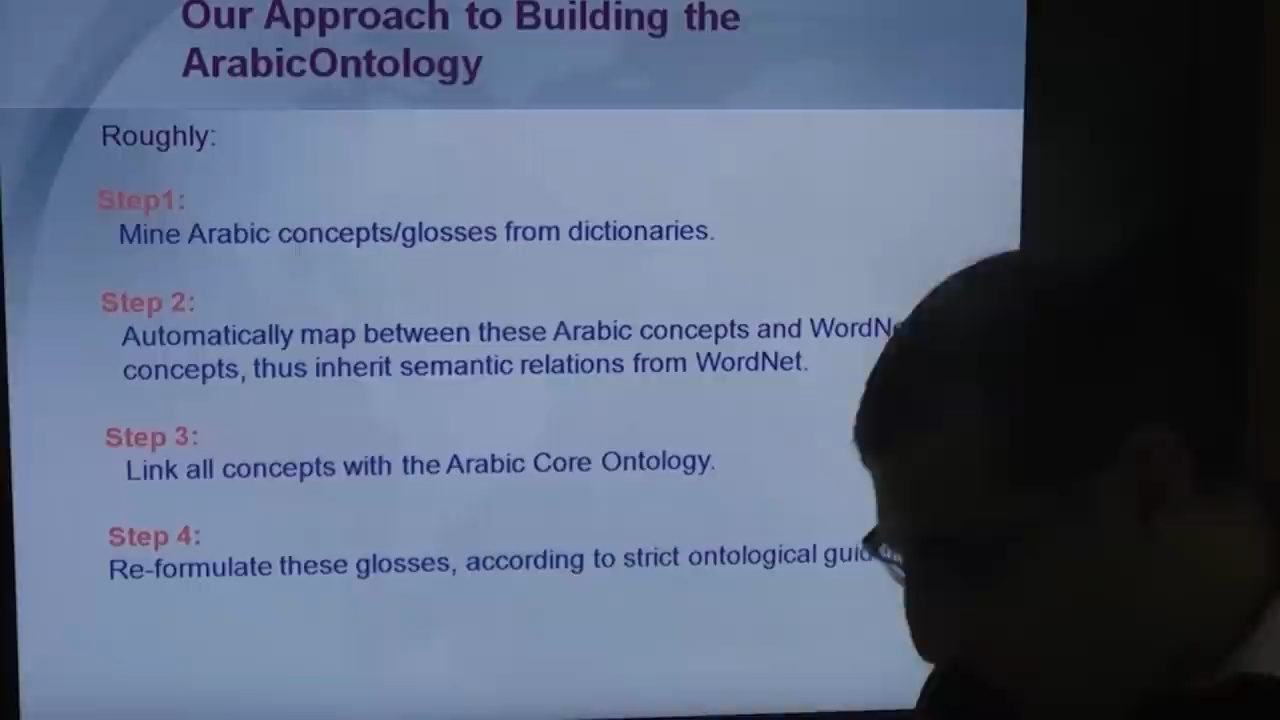 Our Approach to Building the
ArabicOntology
Roughly:
Step1:
Mine Arabic concepts/glosses from dictionaries.
Step 2:
Automatically map between these Arabic concepts and
concepts, thus inherit semantic relations from WordNet.
Step 3:
Link all concepts with the Arabic Core Ontology.
Step 4:
Re-formulate these glosses, according to strict ontological